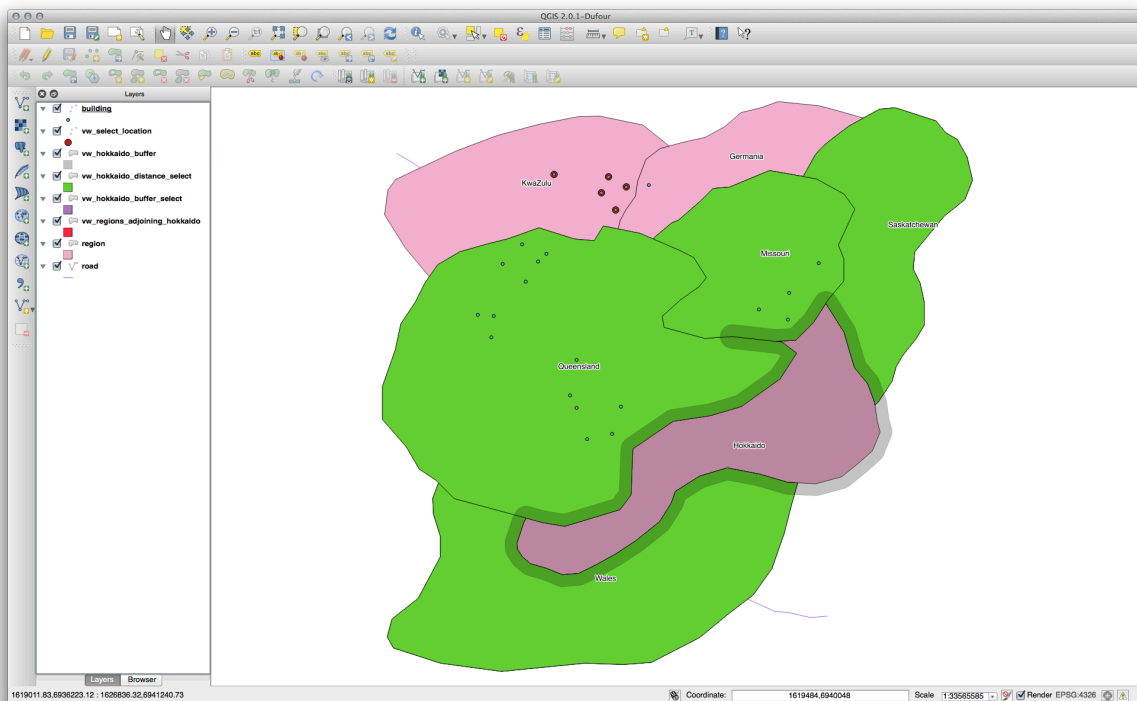 QGIS 2.0.1-Dufour
Layers
building
vw_select_location
vw_hokkaido_buffer
vw_hokkaido_distance_select
vw_hokkaido_buffer_select
vw_regions_adjoining_hokkaido
region
road
Germania
KwaZulu
Saskatchewan
Missouri
Queensland
Hokkaido
Wales
Layers
Browser
1619011.83,6936223.12 : 1626836.32,6941240.73
Coordinate:
1619484,6940048
Scale
1:33565585
Render
EPSG:4326